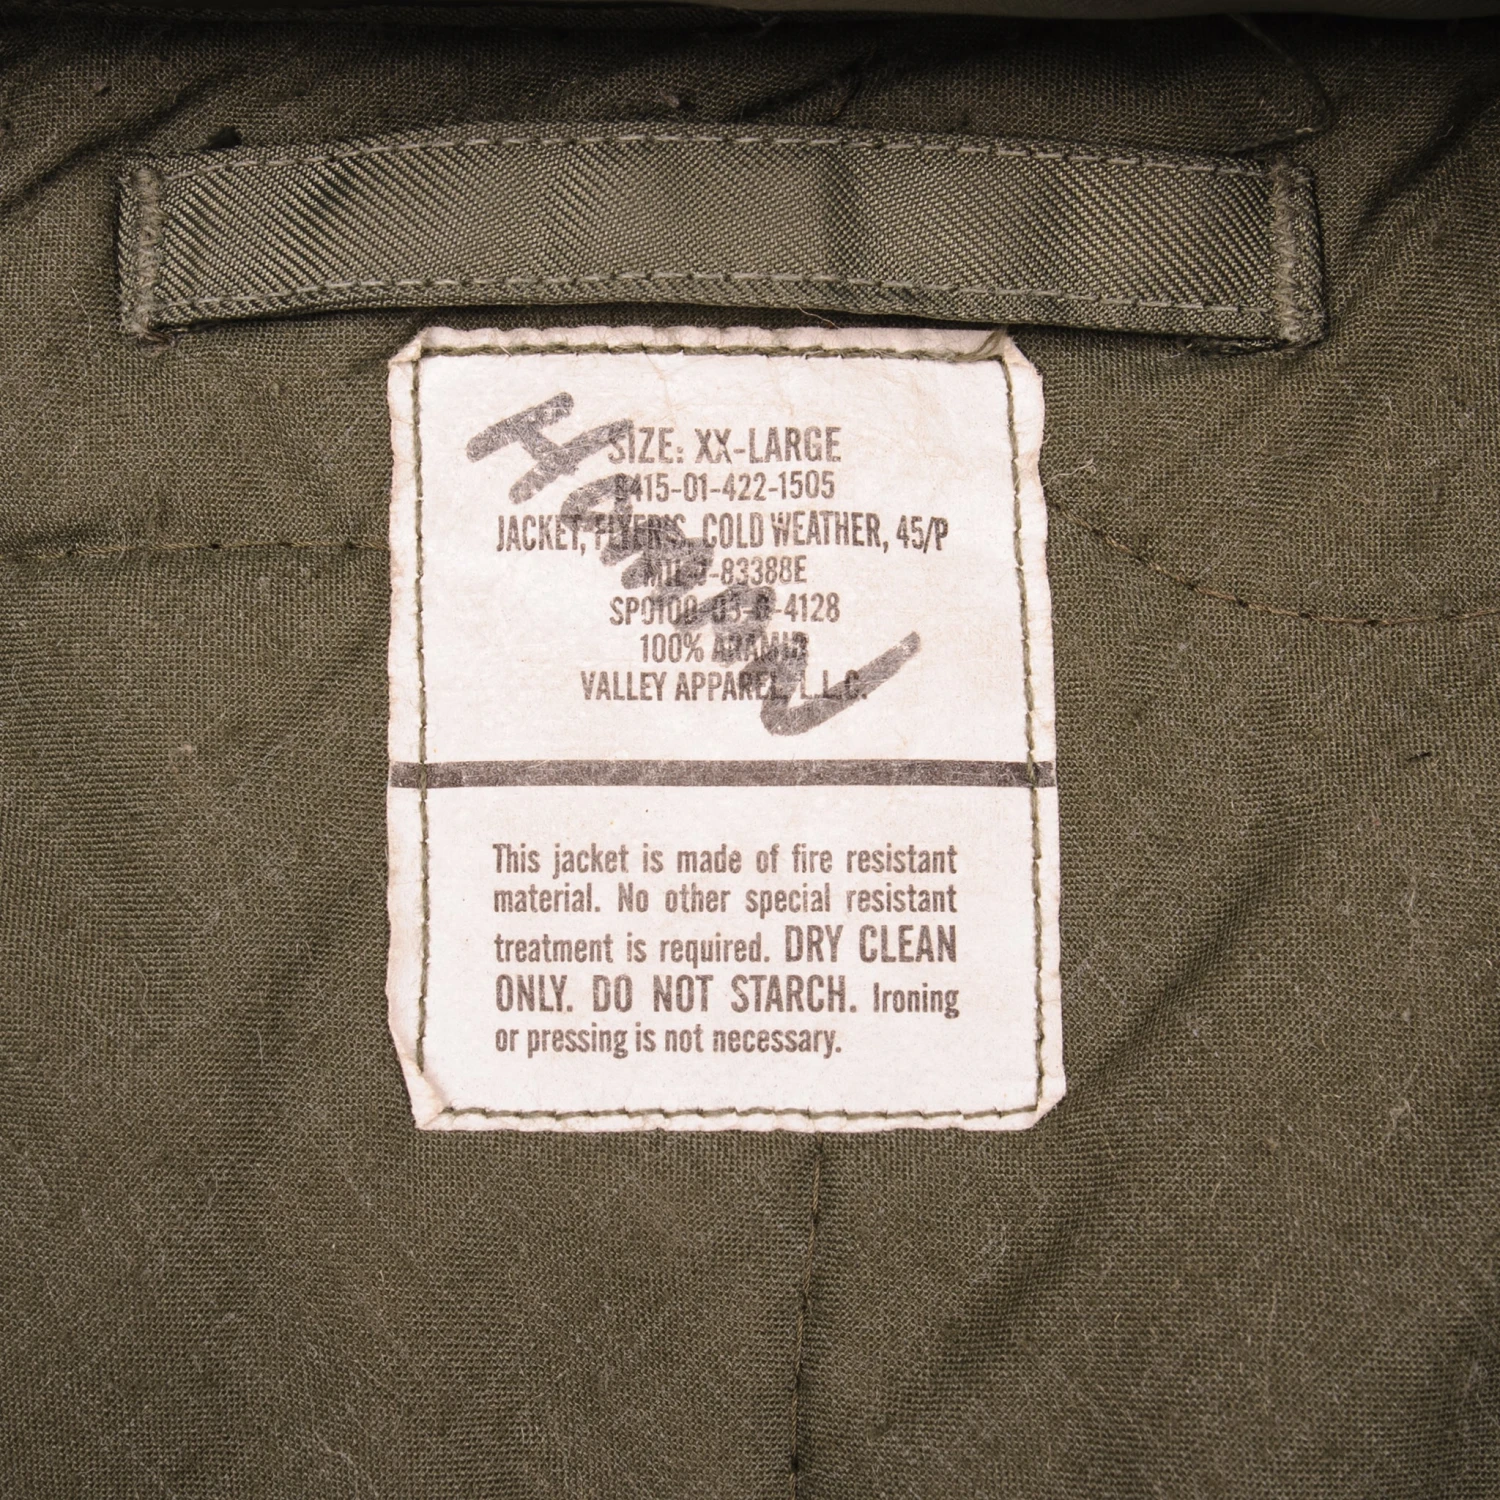 SIZE: XX-LARGE
8415-01-422-1505
JACKET, FLYER'S, COLD WEATHER, 45/P
MIL-J-83388E
100% ARAMID
VALLEY APPAREL, L.L.C.
This jacket is made of fire resistant
material. No other special resistant
treatment is required. DRY CLEAN
ONLY. DO NOT STARCH. Ironing
or pressing is not necessary.